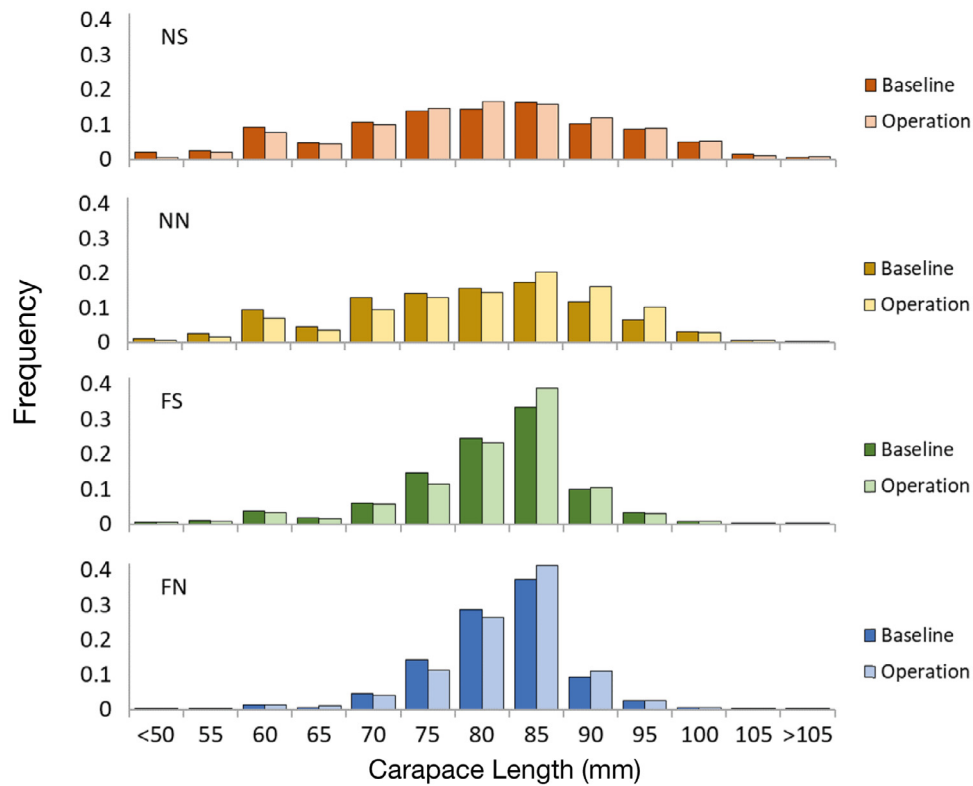 0.4
NS
0.3
0.2
0.1
0
Baseline
Operation
0.4
NN
0.3
0.2
0.1
0
Baseline
Operation
Frequency
0.4
FS
0.3
0.2
0.1
0
Baseline
Operation
0.4
FN
0.3
0.2
0.1
0
Baseline
Operation
<50 55 60 65 70 75 80 85 90 95 100 105 >105
Carapace Length (mm)